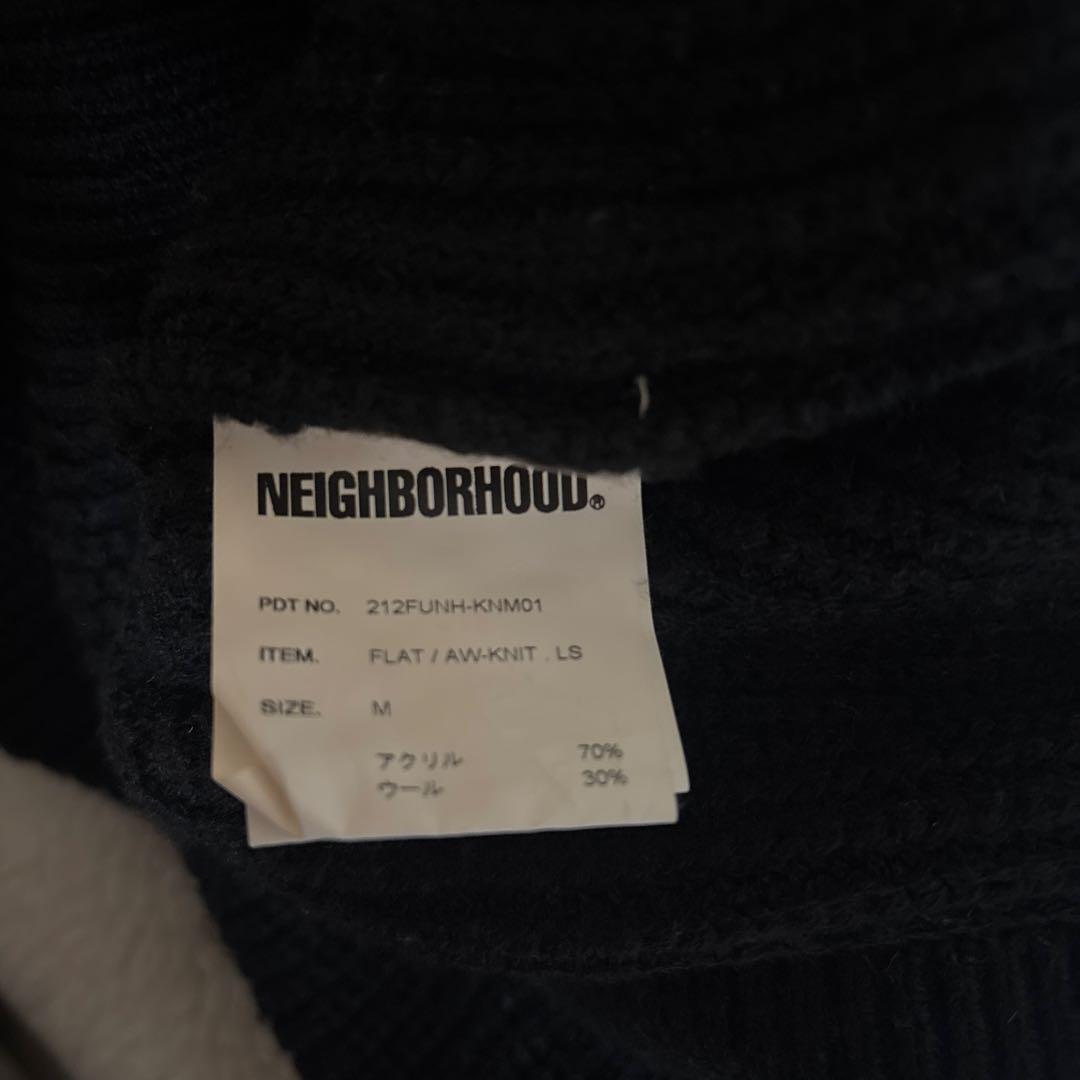 NEIGHBORHOOD®
PDT NO. 212FUNH-KNM01
ITEM. FLAT / AW-KNIT . LS
SIZE. M
アクリル 70%
ウール 30%